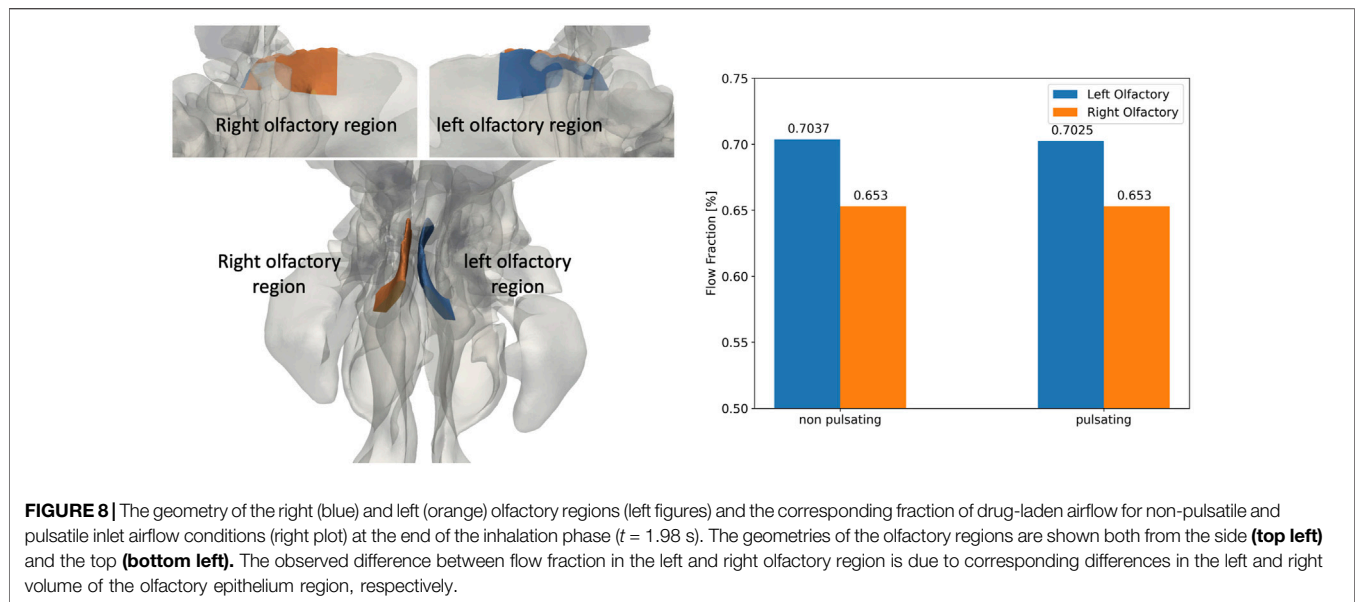 Right olfactory region
left olfactory region
Right olfactory
region
left olfactory
region
0.75
0.70
0.65
0.60
0.55
0.50
Flow Fraction [%]
Left Olfactory
Right Olfactory
0.7037
0.653
0.7025
0.653
non pulsating
pulsating
FIGURE 8 | The geometry of the right (blue) and left (orange) olfactory regions (left figures) and the corresponding fraction of drug-laden airflow for non-pulsatile and
pulsatile inlet airflow conditions (right plot) at the end of the inhalation phase (t = 1.98 s). The geometries of the olfactory regions are shown both from the side (top left)
and the top (bottom left). The observed difference between flow fraction in the left and right olfactory region is due to corresponding differences in the left and right
volume of the olfactory epithelium region, respectively.